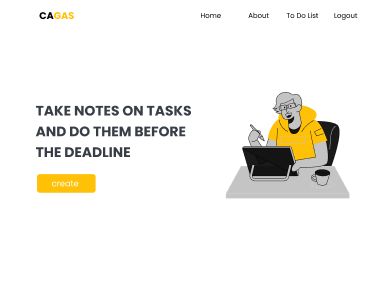 CAGAS
Home About To Do List Logout
TAKE NOTES ON TASKS
AND DO THEM BEFORE
THE DEADLINE
create